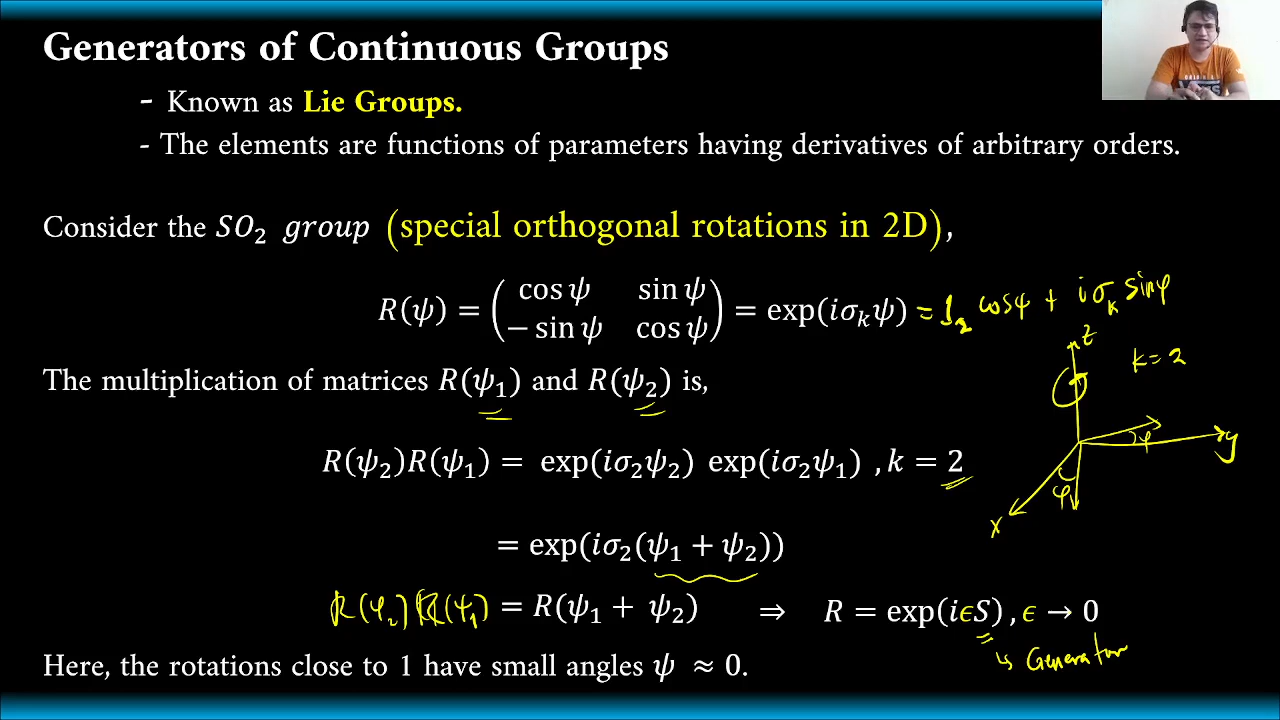 Generators of Continuous Groups
- Known as Lie Groups.
- The elements are functions of parameters having derivatives of arbitrary orders.
Consider the SO₂ group (special orthogonal rotations in 2D),
R(ψ) = ( cos ψ sin ψ
− sin ψ cos ψ ) = exp(iσₖψ) = 1₂ cosψ + iσₖ sinψ
z
k=2
The multiplication of matrices R(ψ₁) and R(ψ₂) is,
R(ψ₂)R(ψ₁) = exp(iσ₂ψ₂) exp(iσ₂ψ₁) , k = 2
φ
y
φ
x
= exp(iσ₂(ψ₁ + ψ₂))
R(ψ₂)R(ψ₁) = R(ψ₁ + ψ₂) ⇒ R = exp(iϵS) , ϵ → 0
↳ Generator
Here, the rotations close to 1 have small angles ψ ≈ 0.